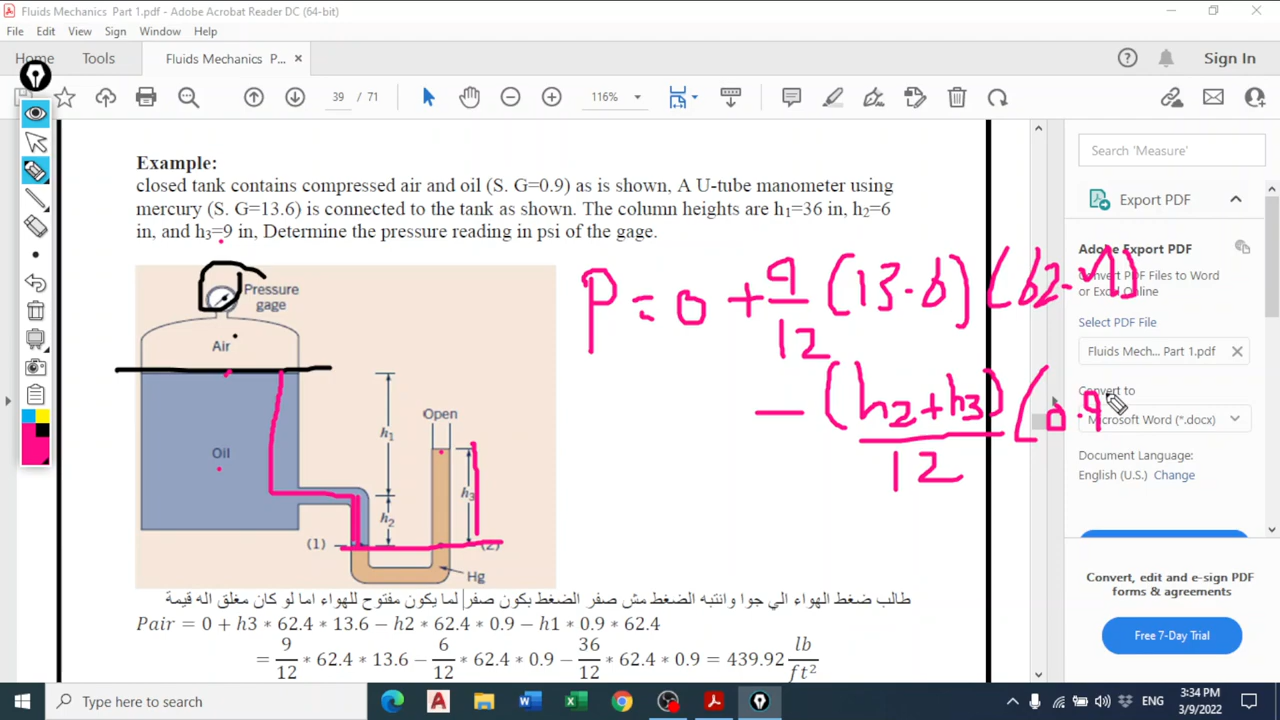 Fluids Mechanics Part 1.pdf - Adobe Acrobat Reader DC (64-bit)
File Edit View Sign Window Help
Home Tools Fluids Mechanics P... × Sign In
39 / 71 116%
Example:
closed tank contains compressed air and oil (S. G=0.9) as is shown, A U-tube manometer using
mercury (S. G=13.6) is connected to the tank as shown. The column heights are h1=36 in, h2=6
in, and h3=9 in, Determine the pressure reading in psi of the gage.
Pressure
gage
Air
Open
h1
Oil
h3
h2
(1) (2)
Hg
P = 0 + 9/12 (13.6) (62.4)
- (h2+h3)/12 (0.9
طالب ضغط الهواء الي جوا وانتبه الضغط مش صفر الضغط بكون صفر لما يكون مفتوح للهواء اما لو كان مغلق اله قيمة
Pair = 0 + h3 * 62.4 * 13.6 − h2 * 62.4 * 0.9 − h1 * 0.9 * 62.4
= 9/12 * 62.4 * 13.6 − 6/12 * 62.4 * 0.9 − 36/12 * 62.4 * 0.9 = 439.92 lb/ft²
Search 'Measure'
Export PDF
Adobe Export PDF
Convert PDF Files to Word
or Excel Online
Select PDF File
Fluids Mech... Part 1.pdf ×
Convert to
Microsoft Word (*.docx)
Document Language:
English (U.S.) Change
Convert, edit and e-sign PDF
forms & agreements
Free 7-Day Trial
Type here to search
ENG
3:34 PM
3/9/2022